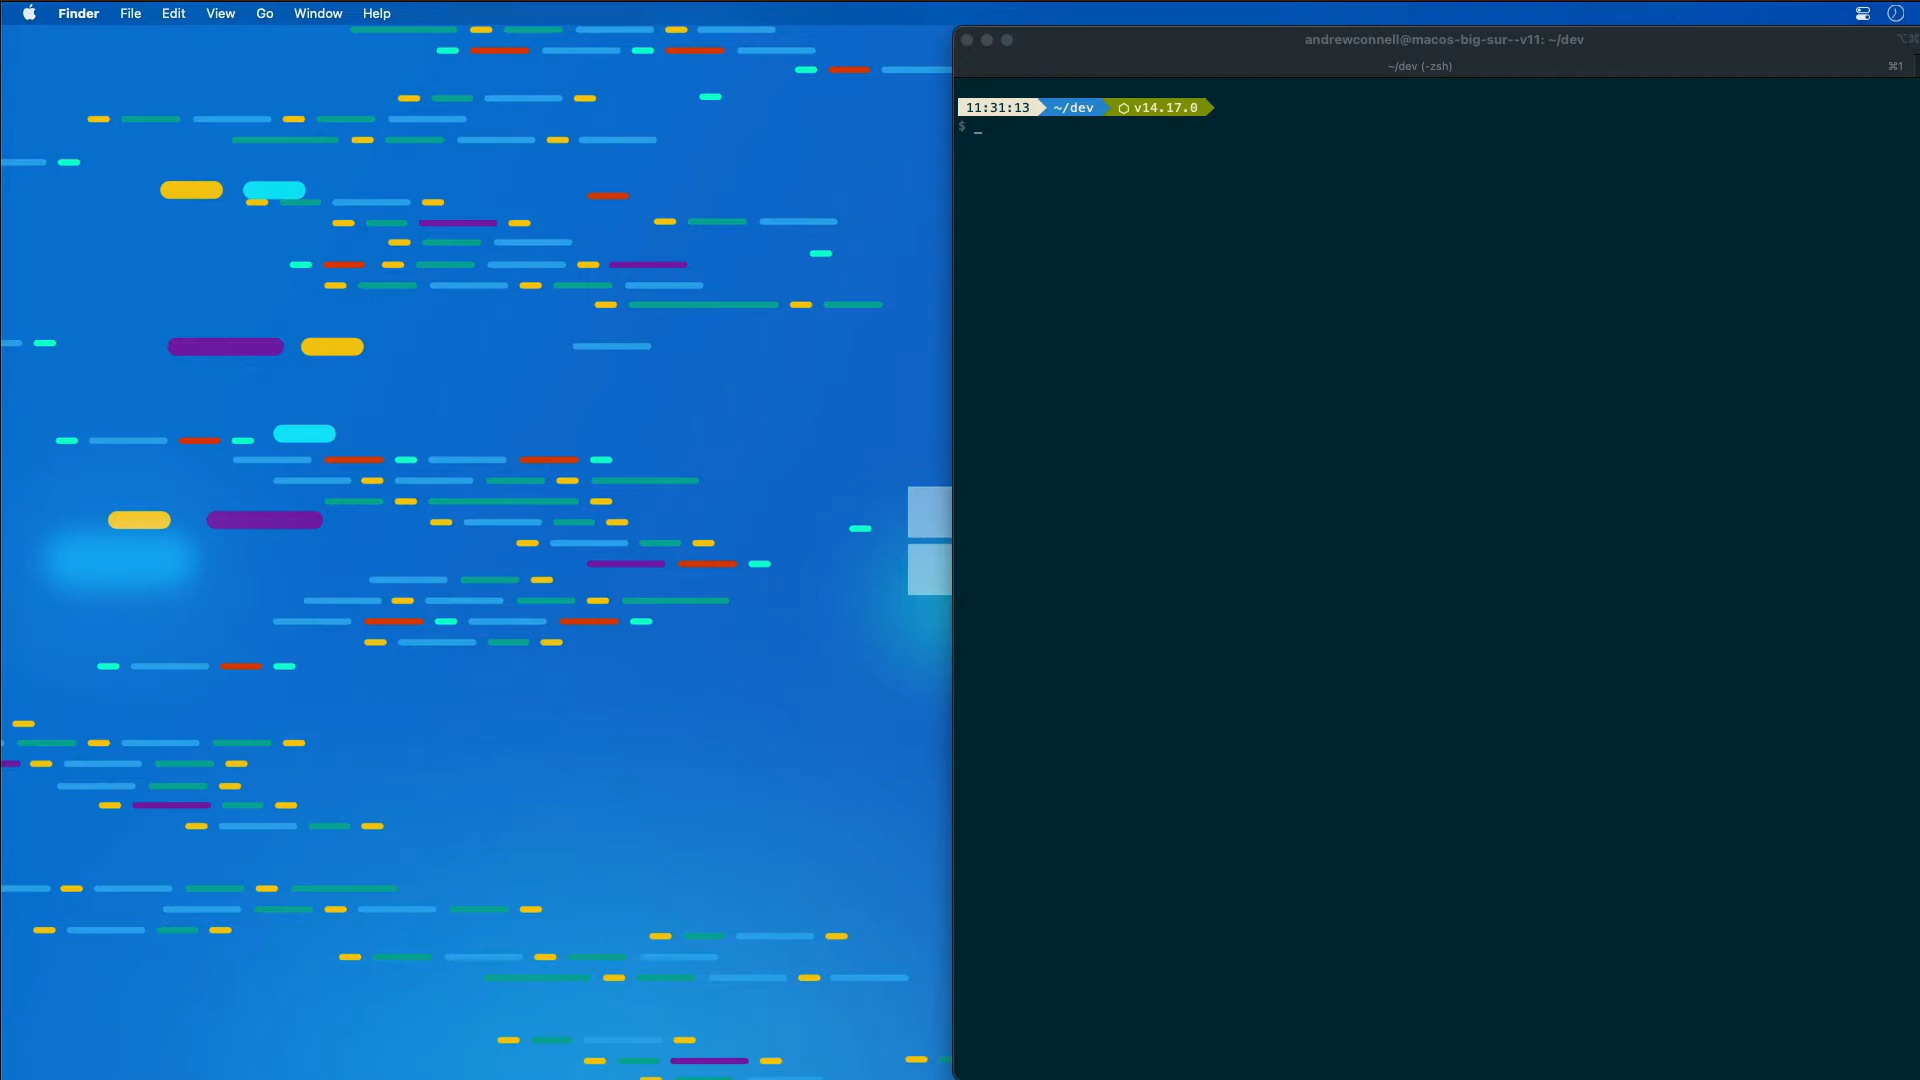 Finder File Edit View Go Window Help
andrewconnell@macos-big-sur--v11: ~/dev ⌥⌘
~/dev (-zsh) ⌘1
11:31:13 ~/dev v14.17.0
$ _